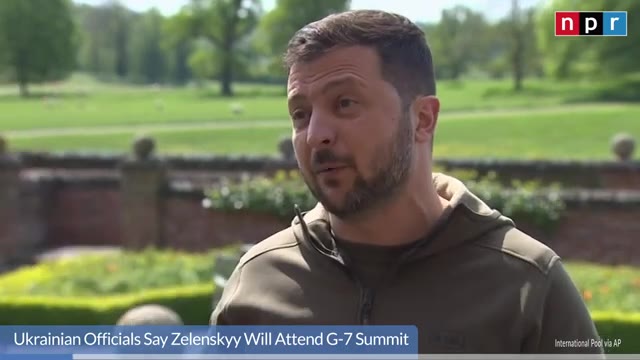 npr
Ukrainian Officials Say Zelenskyy Will Attend G-7 Summit
International Pool via AP